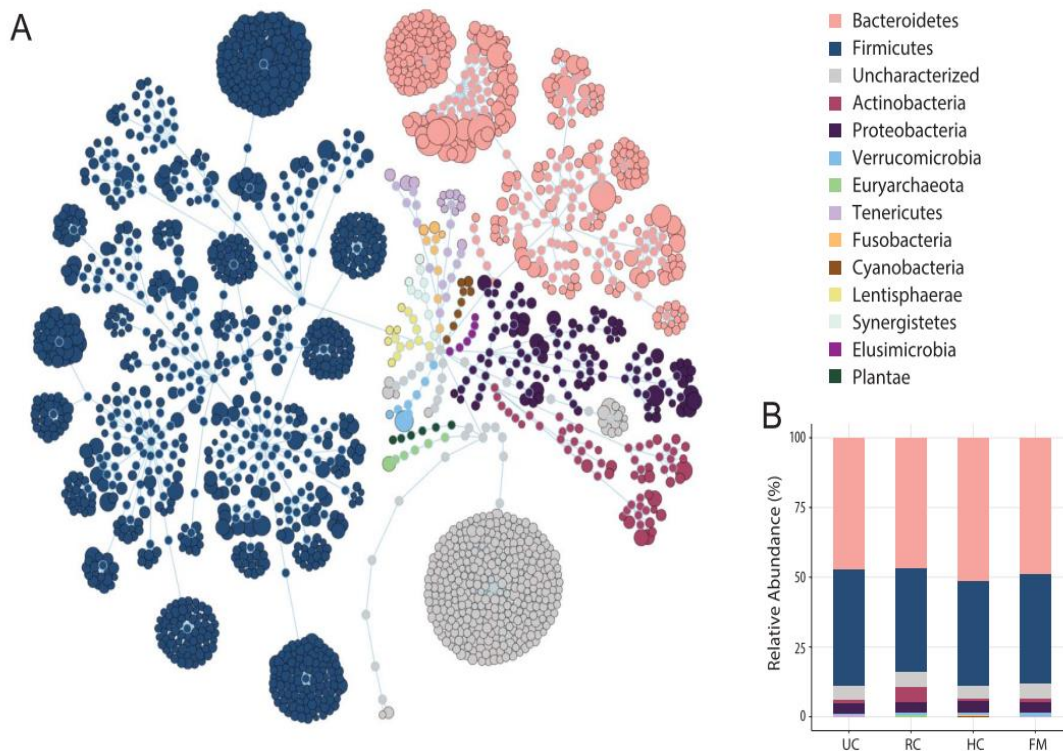 A
Bacteroidetes
Firmicutes
Uncharacterized
Actinobacteria
Proteobacteria
Verrucomicrobia
Euryarchaeota
Tenericutes
Fusobacteria
Cyanobacteria
Lentisphaerae
Synergistetes
Elusimicrobia
Plantae
B
Relative Abundance (%)
100
75
50
25
0
UC RC HC FM